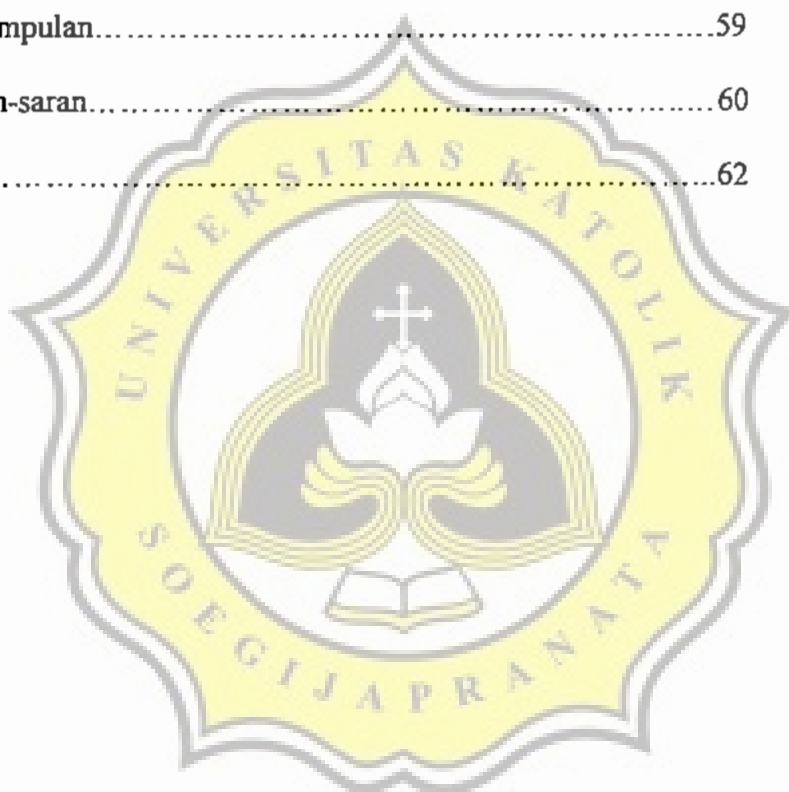 mpulan.......................................................59
n-saran.......................................................60
..............................................................62
UNIVERSITAS KATOLIK
SOEGIJAPRANATA